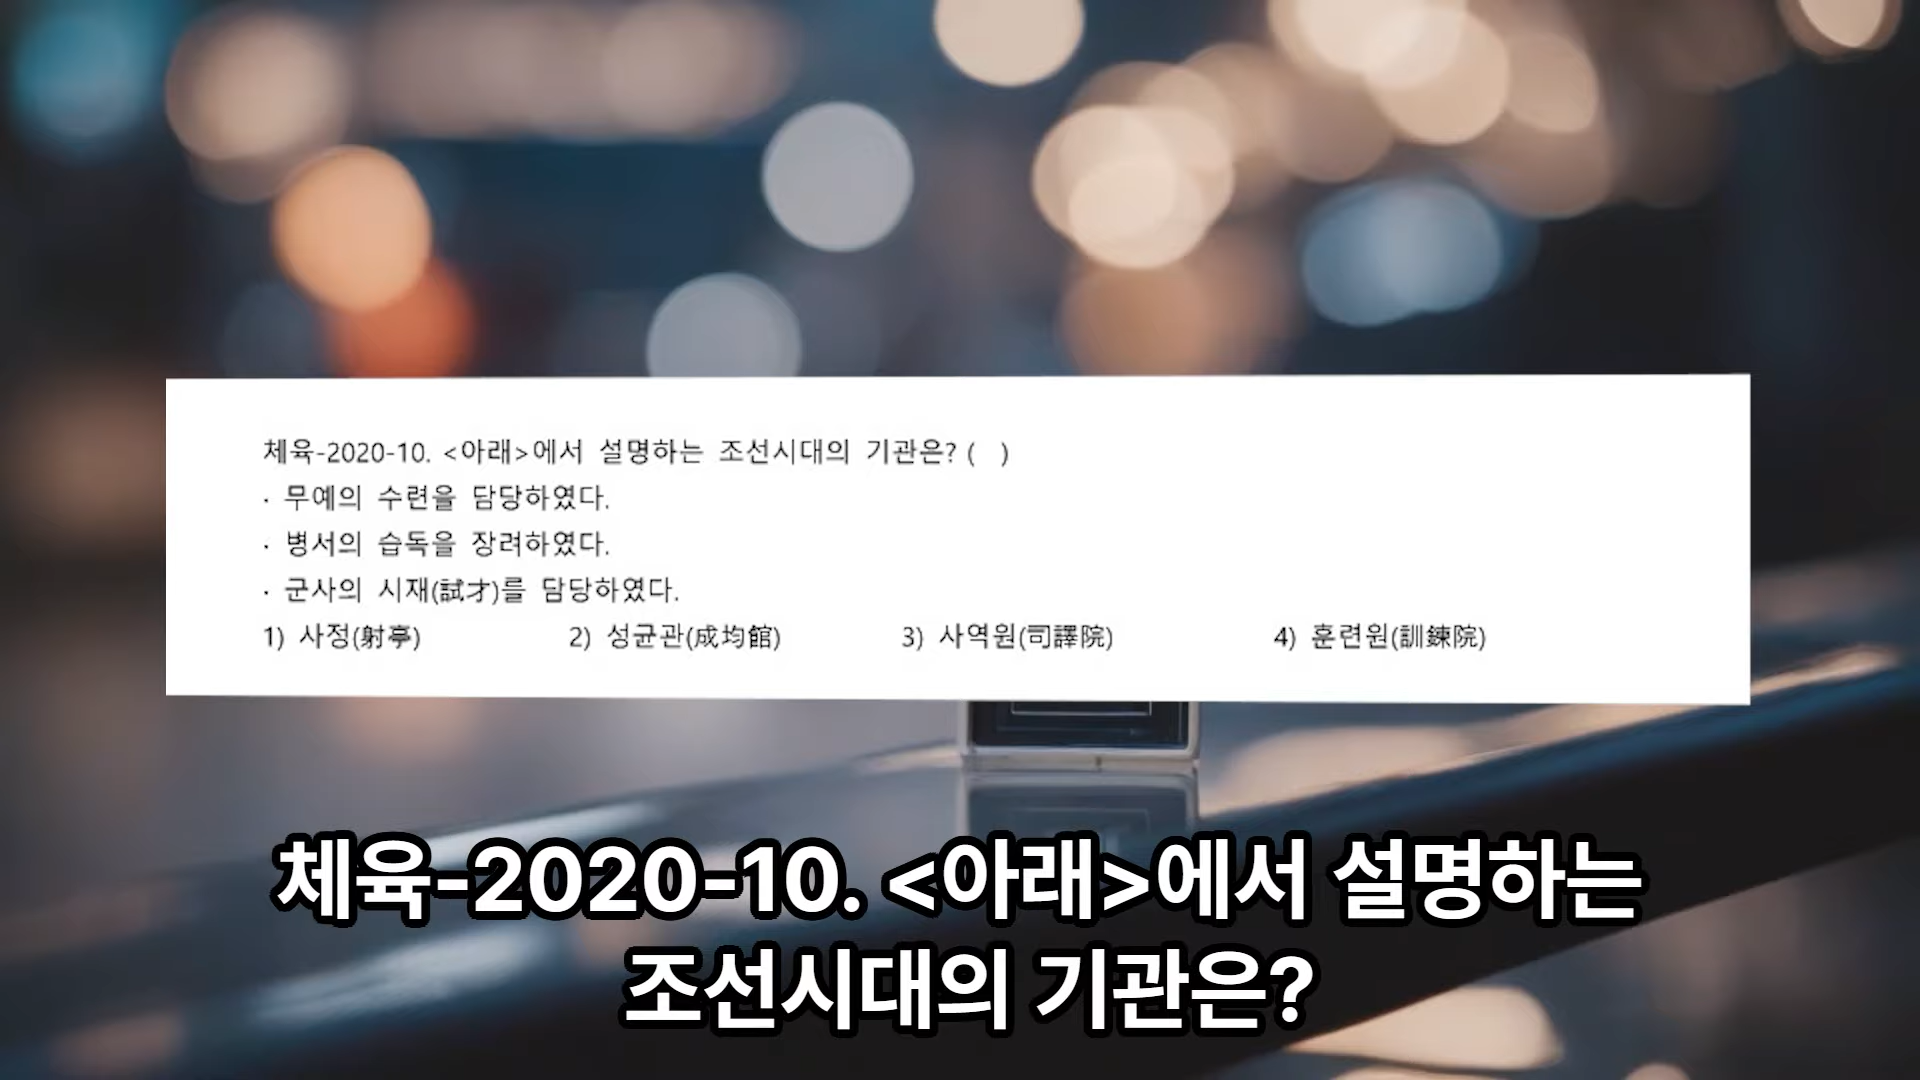 체육-2020-10. <아래>에서 설명하는 조선시대의 기관은? (   )
· 무예의 수련을 담당하였다.
· 병서의 습독을 장려하였다.
· 군사의 시재(試才)를 담당하였다.
1) 사정(射亭) 2) 성균관(成均館) 3) 사역원(司譯院) 4) 훈련원(訓鍊院)
체육-2020-10. <아래>에서 설명하는
조선시대의 기관은?